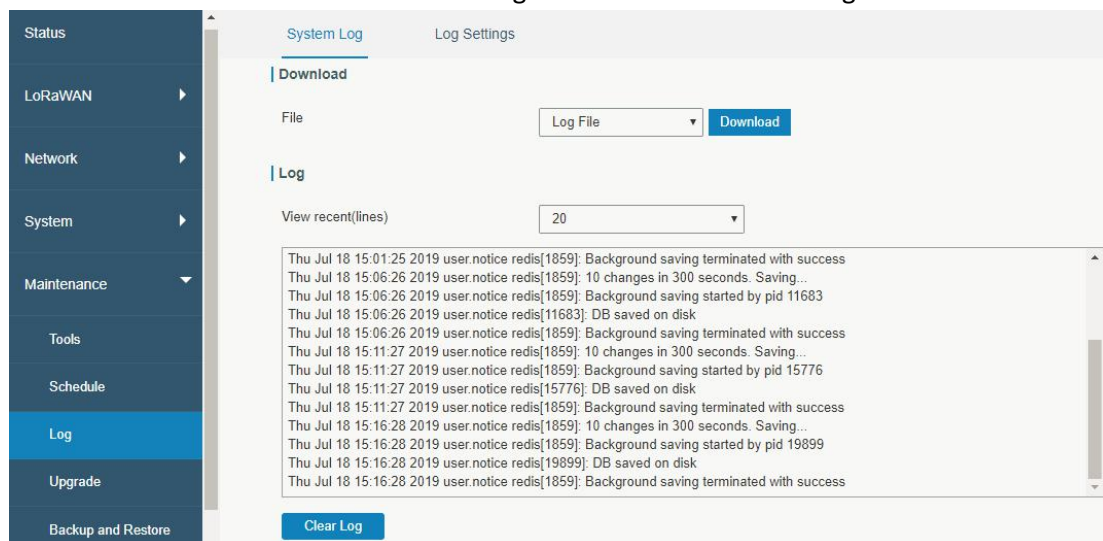 Status
LoRaWAN
Network
System
Maintenance
Tools
Schedule
Log
Upgrade
Backup and Restore
System Log Log Settings
Download
File Log File Download
Log
View recent(lines) 20
Thu Jul 18 15:01:25 2019 user.notice redis[1859]: Background saving terminated with success
Thu Jul 18 15:06:26 2019 user.notice redis[1859]: 10 changes in 300 seconds. Saving...
Thu Jul 18 15:06:26 2019 user.notice redis[1859]: Background saving started by pid 11683
Thu Jul 18 15:06:26 2019 user.notice redis[11683]: DB saved on disk
Thu Jul 18 15:06:26 2019 user.notice redis[1859]: Background saving terminated with success
Thu Jul 18 15:11:27 2019 user.notice redis[1859]: 10 changes in 300 seconds. Saving...
Thu Jul 18 15:11:27 2019 user.notice redis[1859]: Background saving started by pid 15776
Thu Jul 18 15:11:27 2019 user.notice redis[15776]: DB saved on disk
Thu Jul 18 15:11:27 2019 user.notice redis[1859]: Background saving terminated with success
Thu Jul 18 15:16:28 2019 user.notice redis[1859]: 10 changes in 300 seconds. Saving...
Thu Jul 18 15:16:28 2019 user.notice redis[1859]: Background saving started by pid 19899
Thu Jul 18 15:16:28 2019 user.notice redis[19899]: DB saved on disk
Thu Jul 18 15:16:28 2019 user.notice redis[1859]: Background saving terminated with success
Clear Log